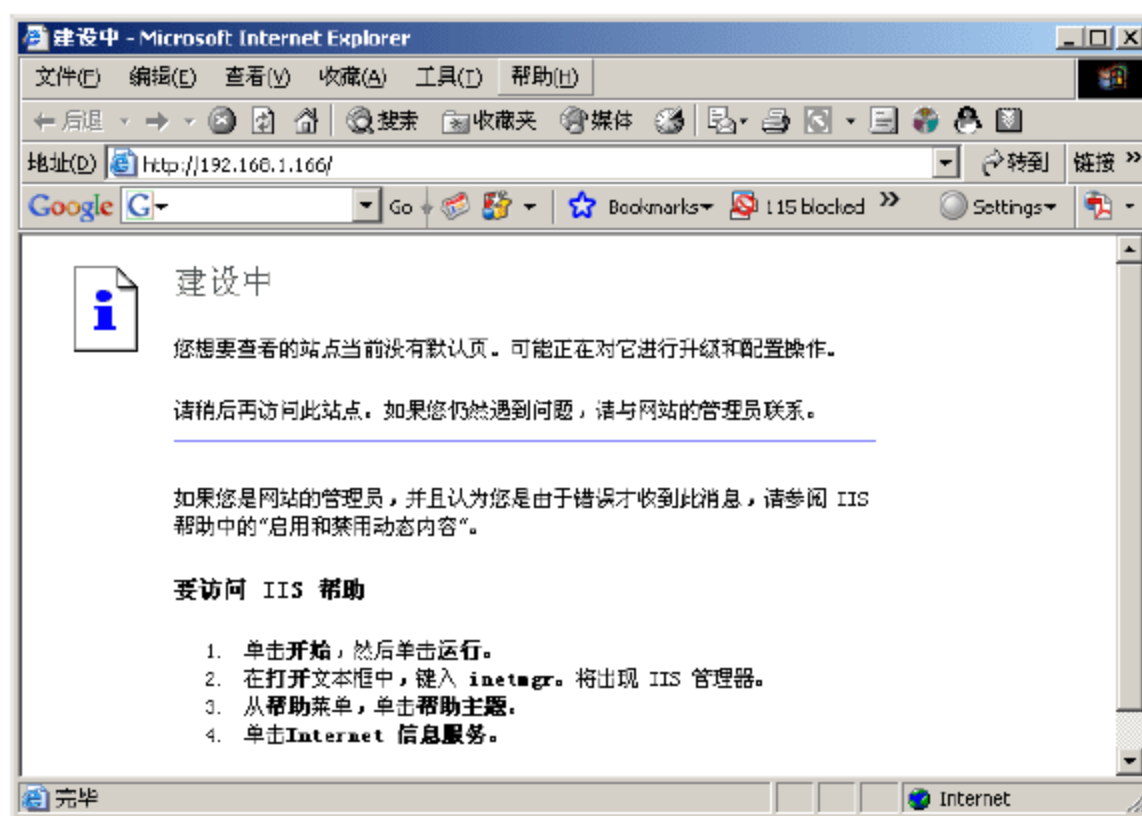 建设中 - Microsoft Internet Explorer
文件(F) 编辑(E) 查看(V) 收藏(A) 工具(T) 帮助(H)
后退 搜索 收藏夹 媒体
地址(D) http://192.168.1.166/ 转到 链接 »
Google G Go Bookmarks 115 blocked » Settings
建设中
您想要查看的站点当前没有默认页。可能正在对它进行升级和配置操作。
请稍后再访问此站点。如果您仍然遇到问题，请与网站的管理员联系。
如果您是网站的管理员，并且认为您是由于错误才收到此消息，请参阅 IIS
帮助中的“启用和禁用动态内容”。
要访问 IIS 帮助
1. 单击开始，然后单击运行。
2. 在打开文本框中，键入 inetmgr。将出现 IIS 管理器。
3. 从帮助菜单，单击帮助主题。
4. 单击Internet 信息服务。
完毕 Internet